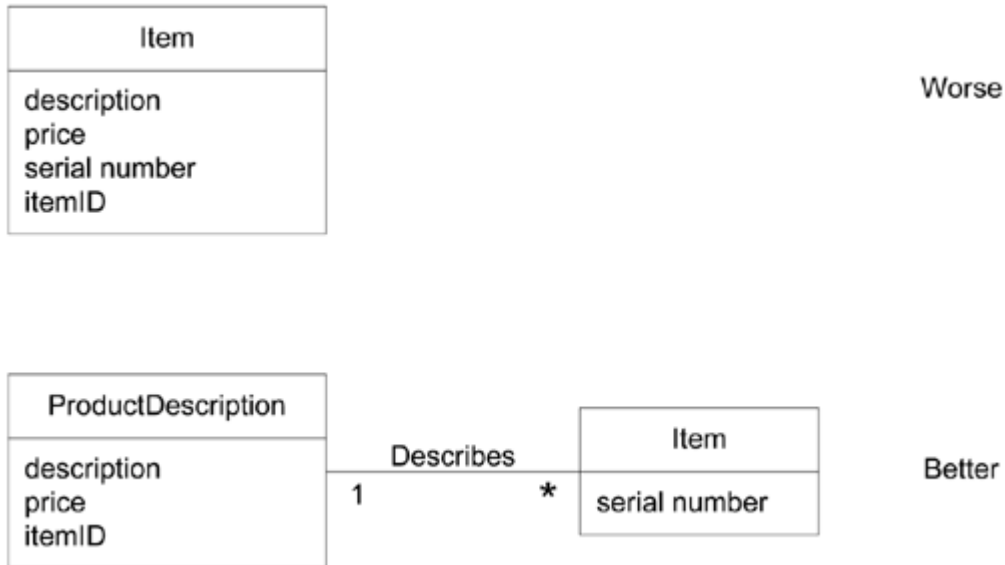 Item
description
price
serial number
itemID
Worse
ProductDescription
description
price
itemID
Describes
1
*
Item
serial number
Better